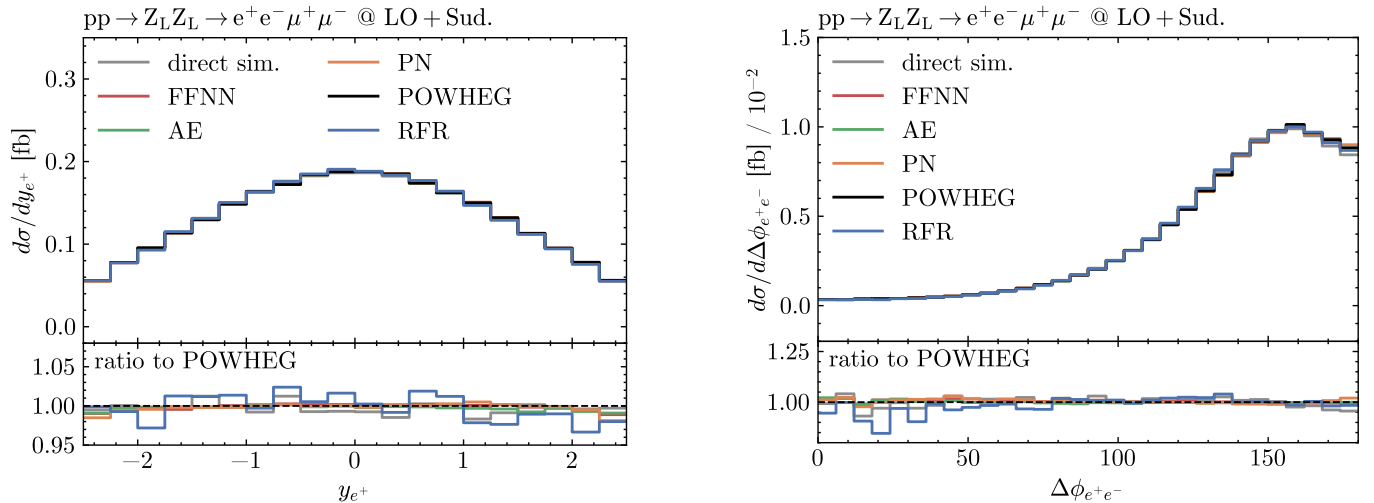 pp → Z_L Z_L → e⁺e⁻μ⁺μ⁻ @ LO + Sud.
direct sim.
FFNN
AE
PN
POWHEG
RFR
dσ/dy_{e⁺} [fb]
0.3
0.2
0.1
0.0
ratio to POWHEG
1.05
1.00
0.95
−2 −1 0 1 2
y_{e⁺}
pp → Z_L Z_L → e⁺e⁻μ⁺μ⁻ @ LO + Sud.
direct sim.
FFNN
AE
PN
POWHEG
RFR
dσ/dΔϕ_{e⁺e⁻} [fb] / 10⁻²
1.5
1.0
0.5
0.0
ratio to POWHEG
1.25
1.00
0 50 100 150
Δϕ_{e⁺e⁻}